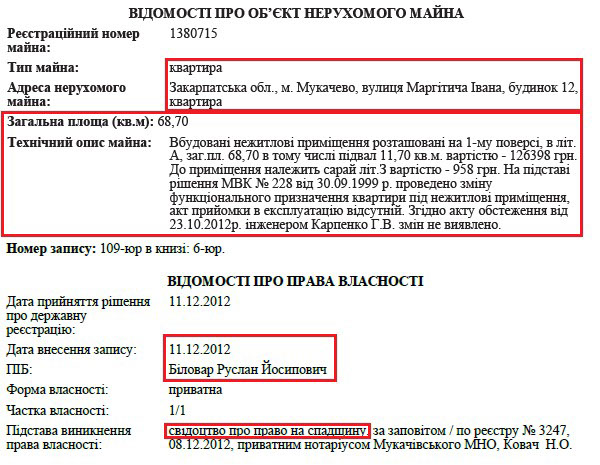 ВІДОМОСТІ ПРО ОБ’ЄКТ НЕРУХОМОГО МАЙНА
Реєстраційний номер майна: 1380715
Тип майна: квартира
Адреса нерухомого майна: Закарпатська обл., м. Мукачево, вулиця Маргітича Івана, будинок 12, квартира
Загальна площа (кв.м): 68,70
Технічний опис майна: Вбудовані нежитлові приміщення розташовані на 1-му поверсі, в літ.
А, заг.пл. 68,70 в тому числі підвал 11,70 кв.м. вартістю - 126398 грн.
До приміщення належить сарай літ.З вартістю - 958 грн. На підставі
рішення МВК № 228 від 30.09.1999 р. проведено зміну
функціонального призначення квартири під нежитлові приміщення,
акт прийомки в експлуатацію відсутній. Згідно акту обстеження від
23.10.2012р. інженером Карпенко Г.В. змін не виявлено.
Номер запису: 109-юр в книзі: 6-юр.
ВІДОМОСТІ ПРО ПРАВА ВЛАСНОСТІ
Дата прийняття рішення про державну реєстрацію: 11.12.2012
Дата внесення запису: 11.12.2012
ПІБ: Біловар Руслан Йосипович
Форма власності: приватна
Частка власності: 1/1
Підстава виникнення права власності: свідоцтво про право на спадщину, за заповітом / по реєстру № 3247,
08.12.2012, приватним нотаріусом Мукачівського МНО, Ковач Н.О.